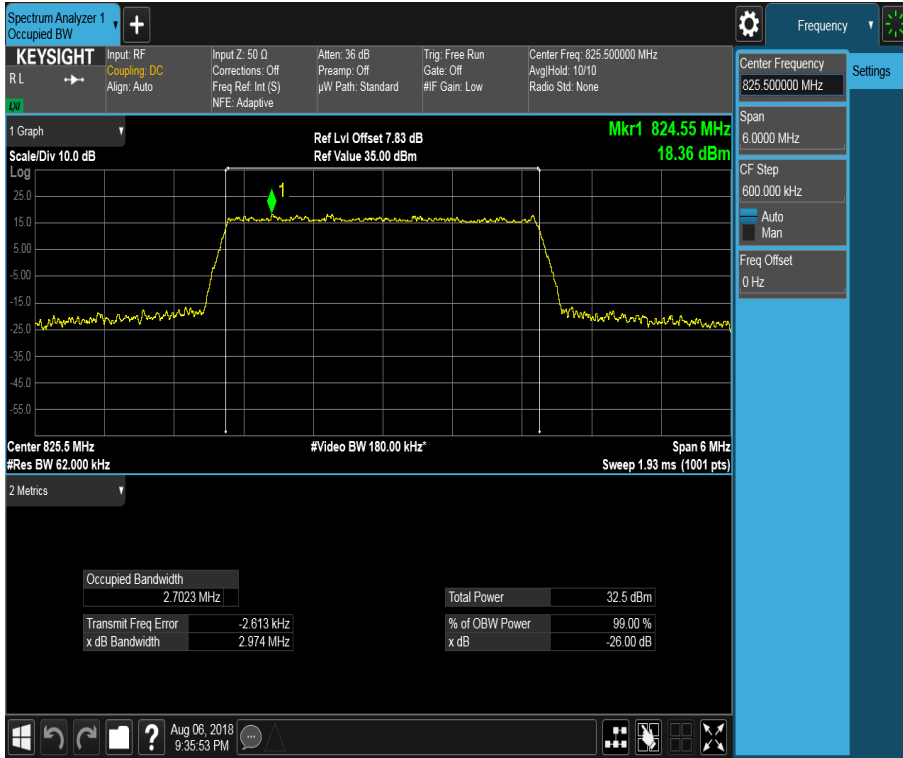 Spectrum Analyzer 1
Occupied BW
+
Frequency
KEYSIGHT
R L
LXI
Input: RF
Coupling: DC
Align: Auto
Input Z: 50 Ω
Corrections: Off
Freq Ref: Int (S)
NFE: Adaptive
Atten: 36 dB
Preamp: Off
µW Path: Standard
Trig: Free Run
Gate: Off
#IF Gain: Low
Center Freq: 825.500000 MHz
Avg|Hold: 10/10
Radio Std: None
Center Frequency
825.500000 MHz
Settings
Span
6.0000 MHz
CF Step
600.000 kHz
Auto
Man
Freq Offset
0 Hz
1 Graph
Scale/Div 10.0 dB
Ref Lvl Offset 7.83 dB
Ref Value 35.00 dBm
Mkr1 824.55 MHz
18.36 dBm
Log
1
25.0
15.0
5.00
-5.00
-15.0
-25.0
-35.0
-45.0
-55.0
Center 825.5 MHz
#Video BW 180.00 kHz*
Span 6 MHz
#Res BW 62.000 kHz
Sweep 1.93 ms (1001 pts)
2 Metrics
Occupied Bandwidth
2.7023 MHz
Total Power 32.5 dBm
Transmit Freq Error -2.613 kHz
% of OBW Power 99.00 %
x dB Bandwidth 2.974 MHz
x dB -26.00 dB
?
Aug 06, 2018
9:35:53 PM